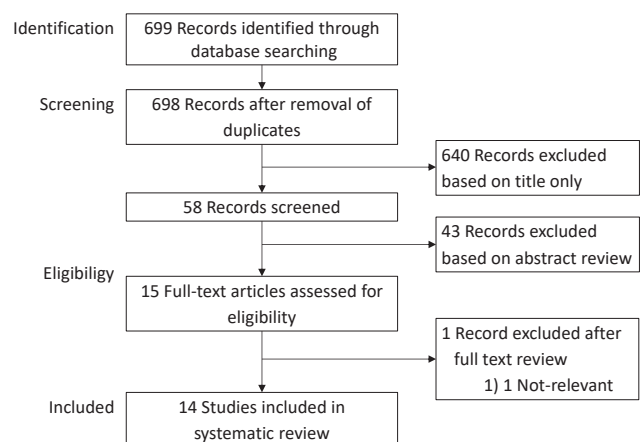 Identification
699 Records identified through
database searching
Screening
698 Records after removal of
duplicates
640 Records excluded
based on title only
58 Records screened
43 Records excluded
based on abstract review
Eligibiligy
15 Full-text articles assessed for
eligibility
1 Record excluded after
full text review
1) 1 Not-relevant
Included
14 Studies included in
systematic review